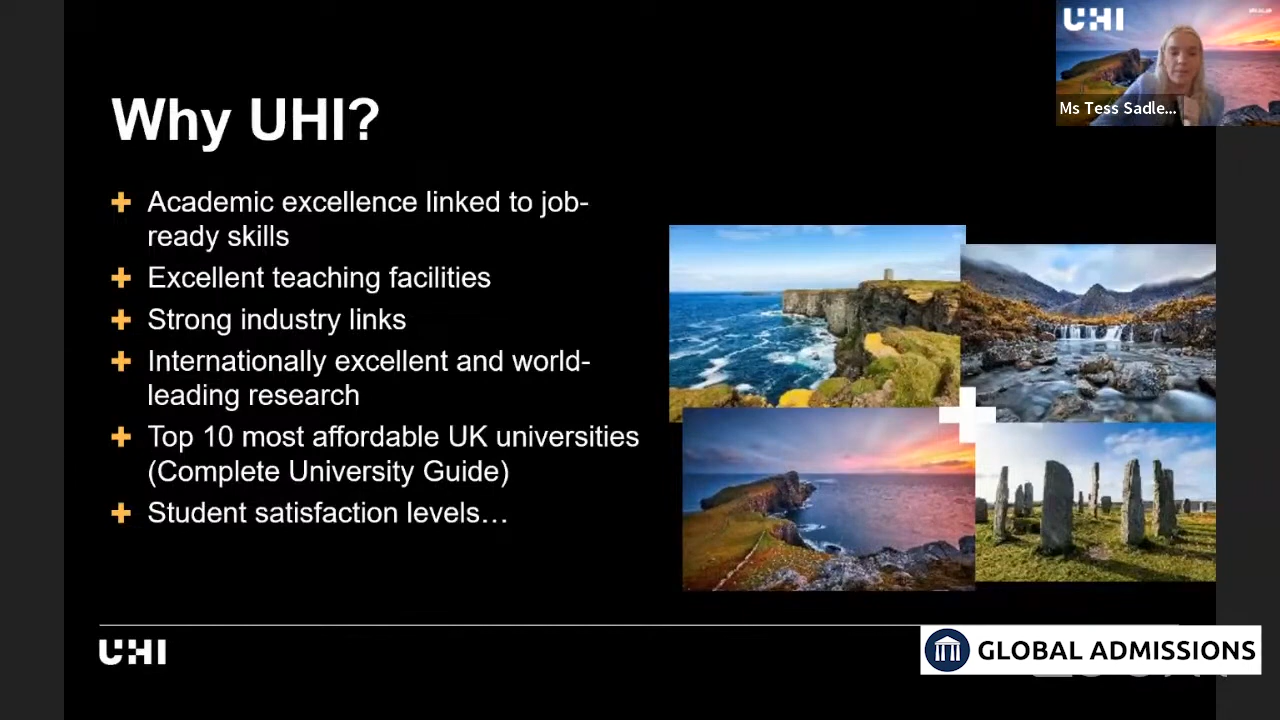 UHI
Ms Tess Sadle...
Why UHI?
Academic excellence linked to job-
ready skills
Excellent teaching facilities
Strong industry links
Internationally excellent and world-
leading research
Top 10 most affordable UK universities
(Complete University Guide)
Student satisfaction levels…
UHI
GLOBAL ADMISSIONS